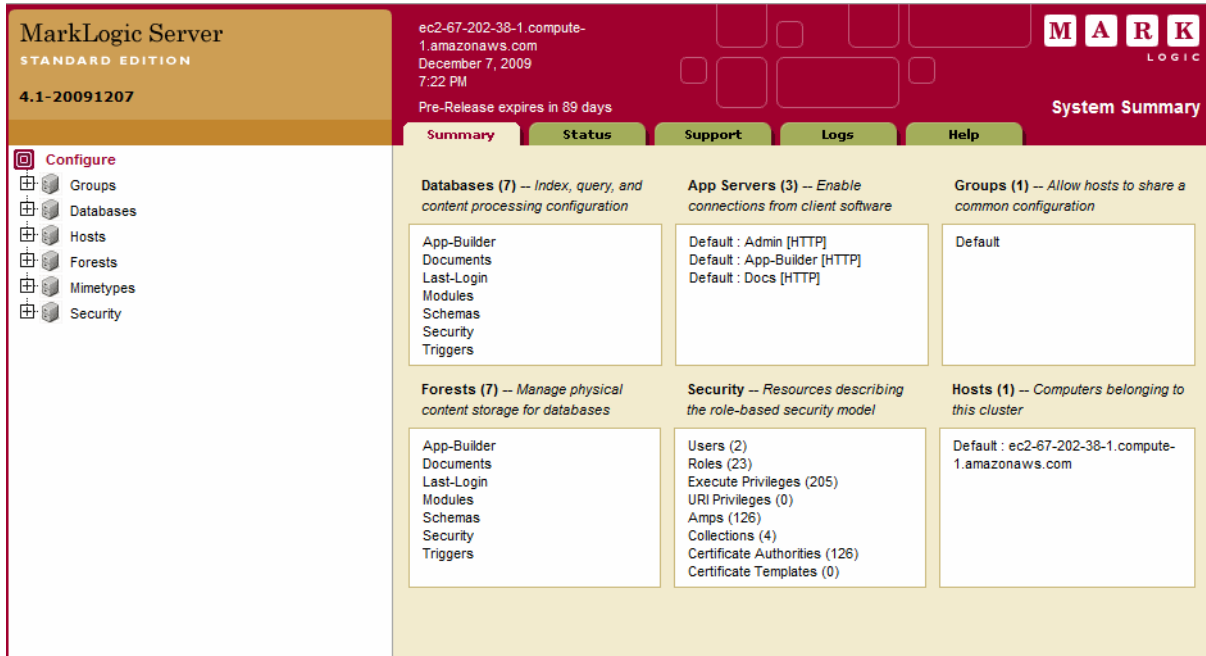 MarkLogic Server
STANDARD EDITION
4.1-20091207
ec2-67-202-38-1.compute-
1.amazonaws.com
December 7, 2009
7:22 PM
Pre-Release expires in 89 days
MARK
LOGIC
System Summary
Summary
Status
Support
Logs
Help
Configure
Groups
Databases
Hosts
Forests
Mimetypes
Security
Databases (7) -- Index, query, and
content processing configuration
App-Builder
Documents
Last-Login
Modules
Schemas
Security
Triggers
App Servers (3) -- Enable
connections from client software
Default : Admin [HTTP]
Default : App-Builder [HTTP]
Default : Docs [HTTP]
Groups (1) -- Allow hosts to share a
common configuration
Default
Forests (7) -- Manage physical
content storage for databases
App-Builder
Documents
Last-Login
Modules
Schemas
Security
Triggers
Security -- Resources describing
the role-based security model
Users (2)
Roles (23)
Execute Privileges (205)
URI Privileges (0)
Amps (126)
Collections (4)
Certificate Authorities (126)
Certificate Templates (0)
Hosts (1) -- Computers belonging to
this cluster
Default : ec2-67-202-38-1.compute-
1.amazonaws.com